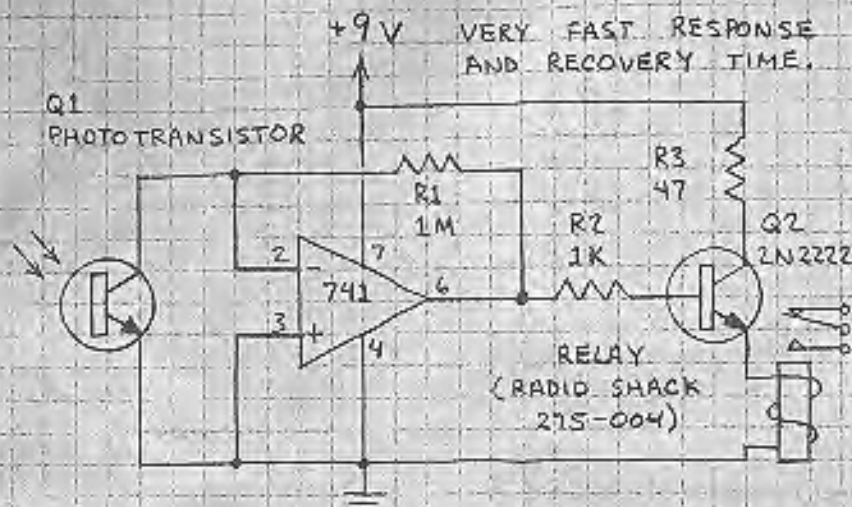 +9V
VERY FAST RESPONSE
AND RECOVERY TIME.
Q1
PHOTOTRANSISTOR
R1
1M
R3
47
R2
1K
Q2
2N2222
2
-
7
741
6
3
+
4
RELAY
(RADIO SHACK
275-004)